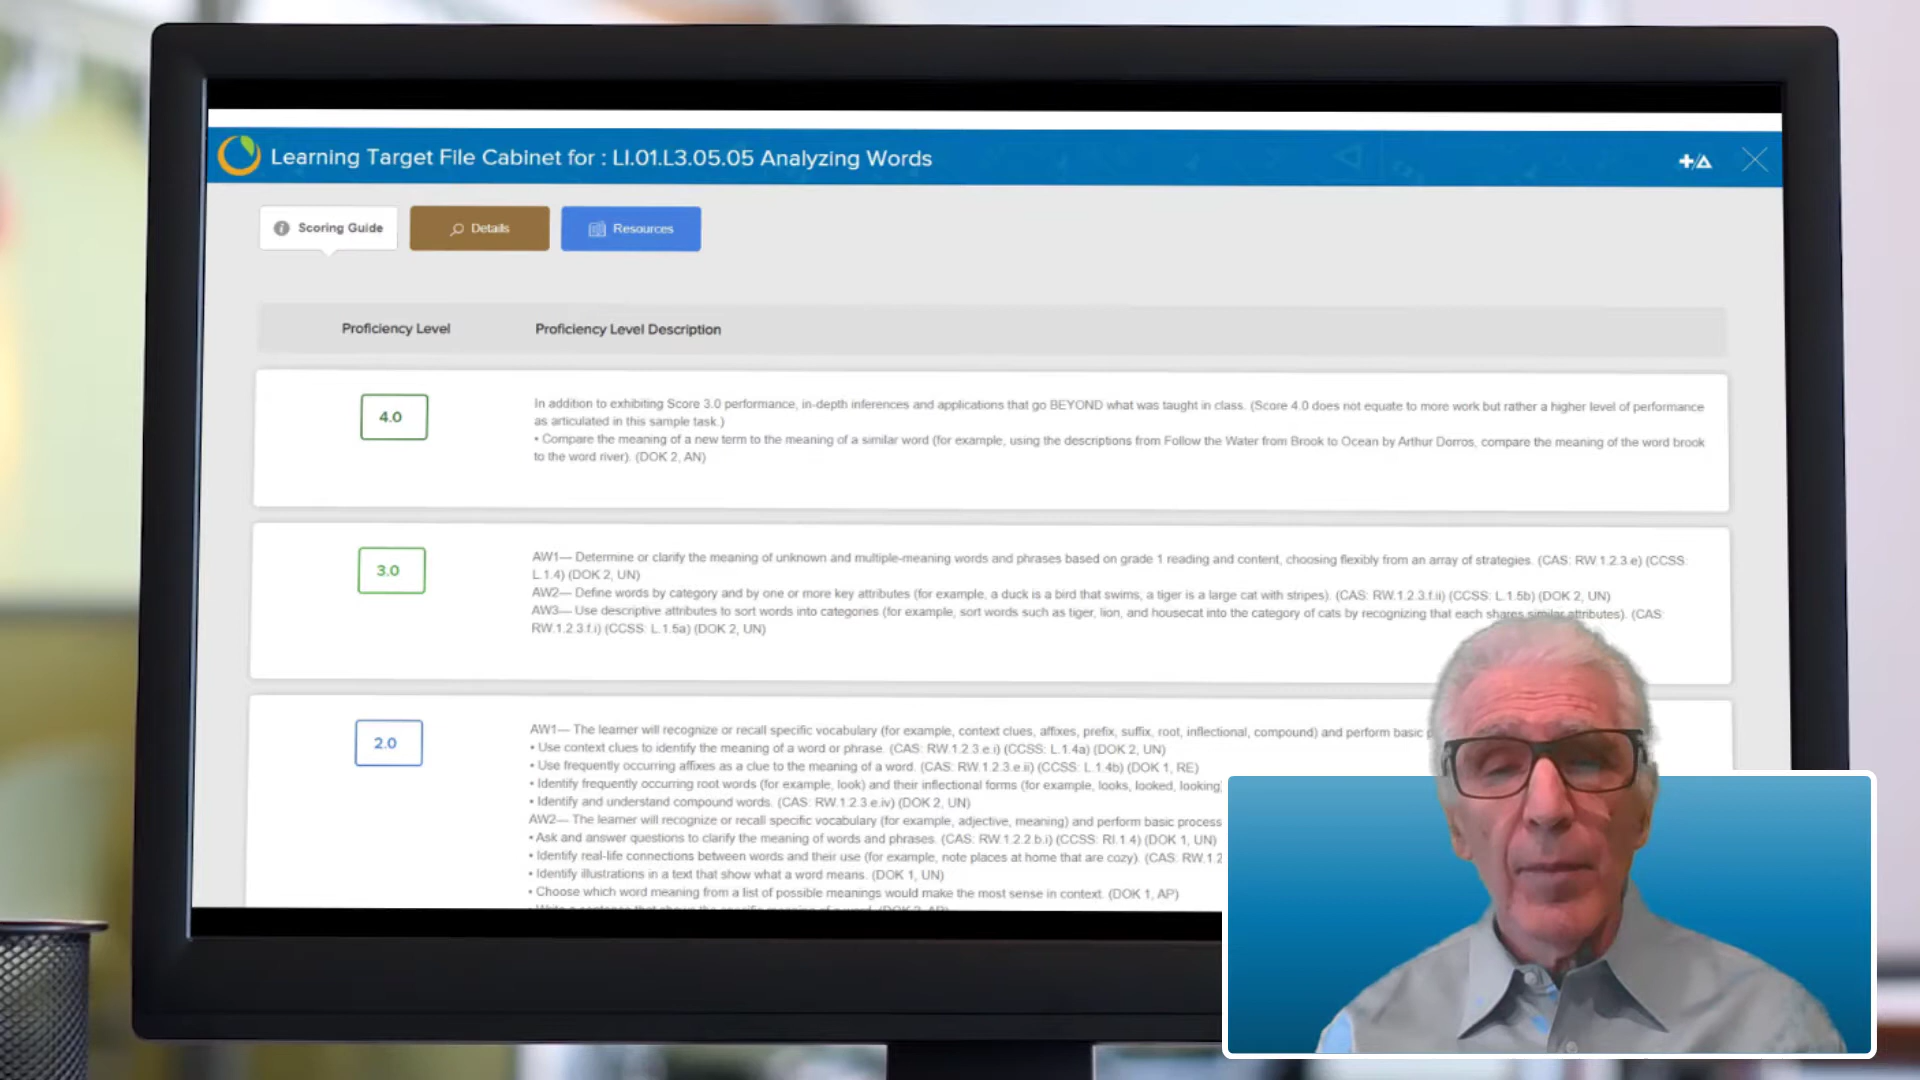 Learning Target File Cabinet for : LI.01.L3.05.05 Analyzing Words
Scoring Guide
Details
Resources
Proficiency Level
Proficiency Level Description
4.0
In addition to exhibiting Score 3.0 performance, in-depth inferences and applications that go BEYOND what was taught in class. (Score 4.0 does not equate to more work but rather a higher level of performance
as articulated in this sample task.)
• Compare the meaning of a new term to the meaning of a similar word (for example, using the descriptions from Follow the Water from Brook to Ocean by Arthur Dorros, compare the meaning of the word brook
to the word river). (DOK 2, AN)
3.0
AW1— Determine or clarify the meaning of unknown and multiple-meaning words and phrases based on grade 1 reading and content, choosing flexibly from an array of strategies. (CAS: RW.1.2.3.e) (CCSS:
L.1.4) (DOK 2, UN)
AW2— Define words by category and by one or more key attributes (for example, a duck is a bird that swims; a tiger is a large cat with stripes). (CAS: RW.1.2.3.f.ii) (CCSS: L.1.5b) (DOK 2, UN)
AW3— Use descriptive attributes to sort words into categories (for example, sort words such as tiger, lion, and housecat into the category of cats by recognizing that each shares similar attributes). (CAS:
RW.1.2.3.f.i) (CCSS: L.1.5a) (DOK 2, UN)
2.0
AW1— The learner will recognize or recall specific vocabulary (for example, context clues, affixes, prefix, suffix, root, inflectional, compound) and perform basic
• Use context clues to identify the meaning of a word or phrase. (CAS: RW.1.2.3.e.i) (CCSS: L.1.4a) (DOK 2, UN)
• Use frequently occurring affixes as a clue to the meaning of a word. (CAS: RW.1.2.3.e.ii) (CCSS: L.1.4b) (DOK 1, RE)
• Identify frequently occurring root words (for example, look) and their inflectional forms (for example, looks, looked, looking
• Identify and understand compound words. (CAS: RW.1.2.3.e.iv) (DOK 2, UN)
AW2— The learner will recognize or recall specific vocabulary (for example, adjective, meaning) and perform basic process
• Ask and answer questions to clarify the meaning of words and phrases. (CAS: RW.1.2.2.b.i) (CCSS: RI.1.4) (DOK 1, UN)
• Identify real-life connections between words and their use (for example, note places at home that are cozy). (CAS: RW.1.2
• Identify illustrations in a text that show what a word means. (DOK 1, UN)
• Choose which word meaning from a list of possible meanings would make the most sense in context. (DOK 1, AP)